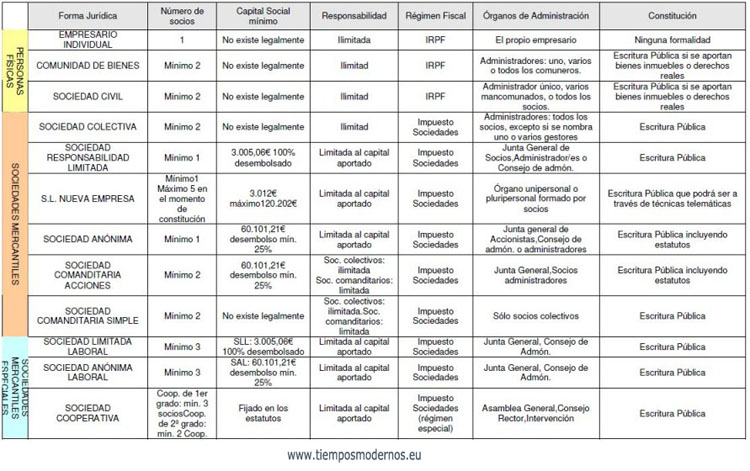 Forma Jurídica Número de socios Capital Social mínimo Responsabilidad Régimen Fiscal Órganos de Administración Constitución
PERSONAS FÍSICAS
EMPRESARIO INDIVIDUAL 1 No existe legalmente Ilimitada IRPF El propio empresario Ninguna formalidad
COMUNIDAD DE BIENES Mínimo 2 No existe legalmente Ilimitad IRPF Administradores: uno, varios o todos los comuneros. Escritura Pública si se aportan bienes inmuebles o derechos reales
SOCIEDAD CIVIL Mínimo 2 No existe legalmente Ilimitad IRPF Administrador único, varios mancomunados, o todos los socios. Escritura Pública si se aportan bienes inmuebles o derechos reales
SOCIEDADES MERCANTILES
SOCIEDAD COLECTIVA Mínimo 2 No existe legalmente Ilimitad Impuesto Sociedades Administradores: todos los socios, excepto si se nombra uno o varios gestores Escritura Pública
SOCIEDAD RESPONSABILIDAD LIMITADA Mínimo 1 3.005,06€ 100% desembolsado Limitada al capital aportado Impuesto Sociedades Junta General de Socios,Administrador/es o Consejo de admón. Escritura Pública
S.L. NUEVA EMPRESA Mínimo1 Máximo 5 en el momento de constitución 3.012€ máximo120.202€ Limitada al capital aportado Impuesto Sociedades Órgano unipersonal o pluripersonal formado por socios Escritura Pública que podrá ser a través de técnicas telemáticas
SOCIEDAD ANÓNIMA Mínimo 1 60.101,21€ desembolso mín. 25% Limitada al capital aportado Impuesto Sociedades Junta general de Accionistas,Consejo de admón. o administradores Escritura Pública incluyendo estatutos
SOCIEDAD COMANDITARIA ACCIONES Mínimo 2 60.101,21€ desembolso mín. 25% Soc. colectivos: ilimitada Soc. comanditarios: limitada Impuesto Sociedades Junta General,Socios administradores Escritura Pública incluyendo estatutos
SOCIEDAD COMANDITARIA SIMPLE Mínimo 2 No existe legalmente Soc. colectivos: ilimitada.Soc. comanditarios: limitada Impuesto Sociedades Sólo socios colectivos Escritura Pública
SOCIEDADES MERCANTILES ESPECIALES
SOCIEDAD LIMITADA LABORAL Mínimo 3 SLL: 3.005,06€ 100% desembolsado Limitada al capital aportado Impuesto Sociedades Junta General, Consejo de Admón. Escritura Pública
SOCIEDAD ANÓNIMA LABORAL Mínimo 3 SAL: 60.101,21€ desembolso mín. 25% Limitada al capital aportado Impuesto Sociedades Junta General, Consejo de Admón. Escritura Pública
SOCIEDAD COOPERATIVA Coop. de 1er grado: mín. 3 sociosCoop. de 2º grado: mín. 2 Coop. Fijado en los estatutos Limitada al capital aportado Impuesto Sociedades (régimen especial) Asamblea General,Consejo Rector,Intervención Escritura Pública
www.tiemposmodernos.eu